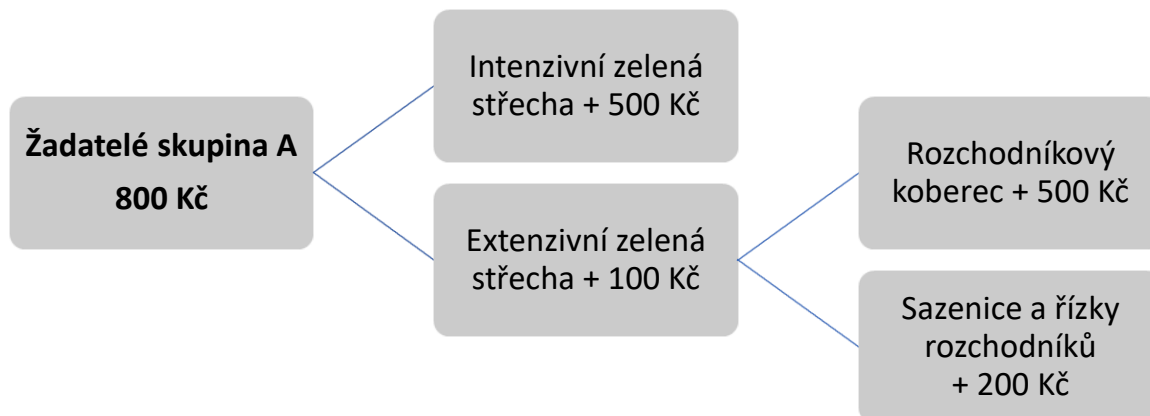 Žadatelé skupina A
800 Kč
Intenzivní zelená
střecha + 500 Kč
Extenzivní zelená
střecha + 100 Kč
Rozchodníkový
koberec + 500 Kč
Sazenice a řízky
rozchodníků
+ 200 Kč